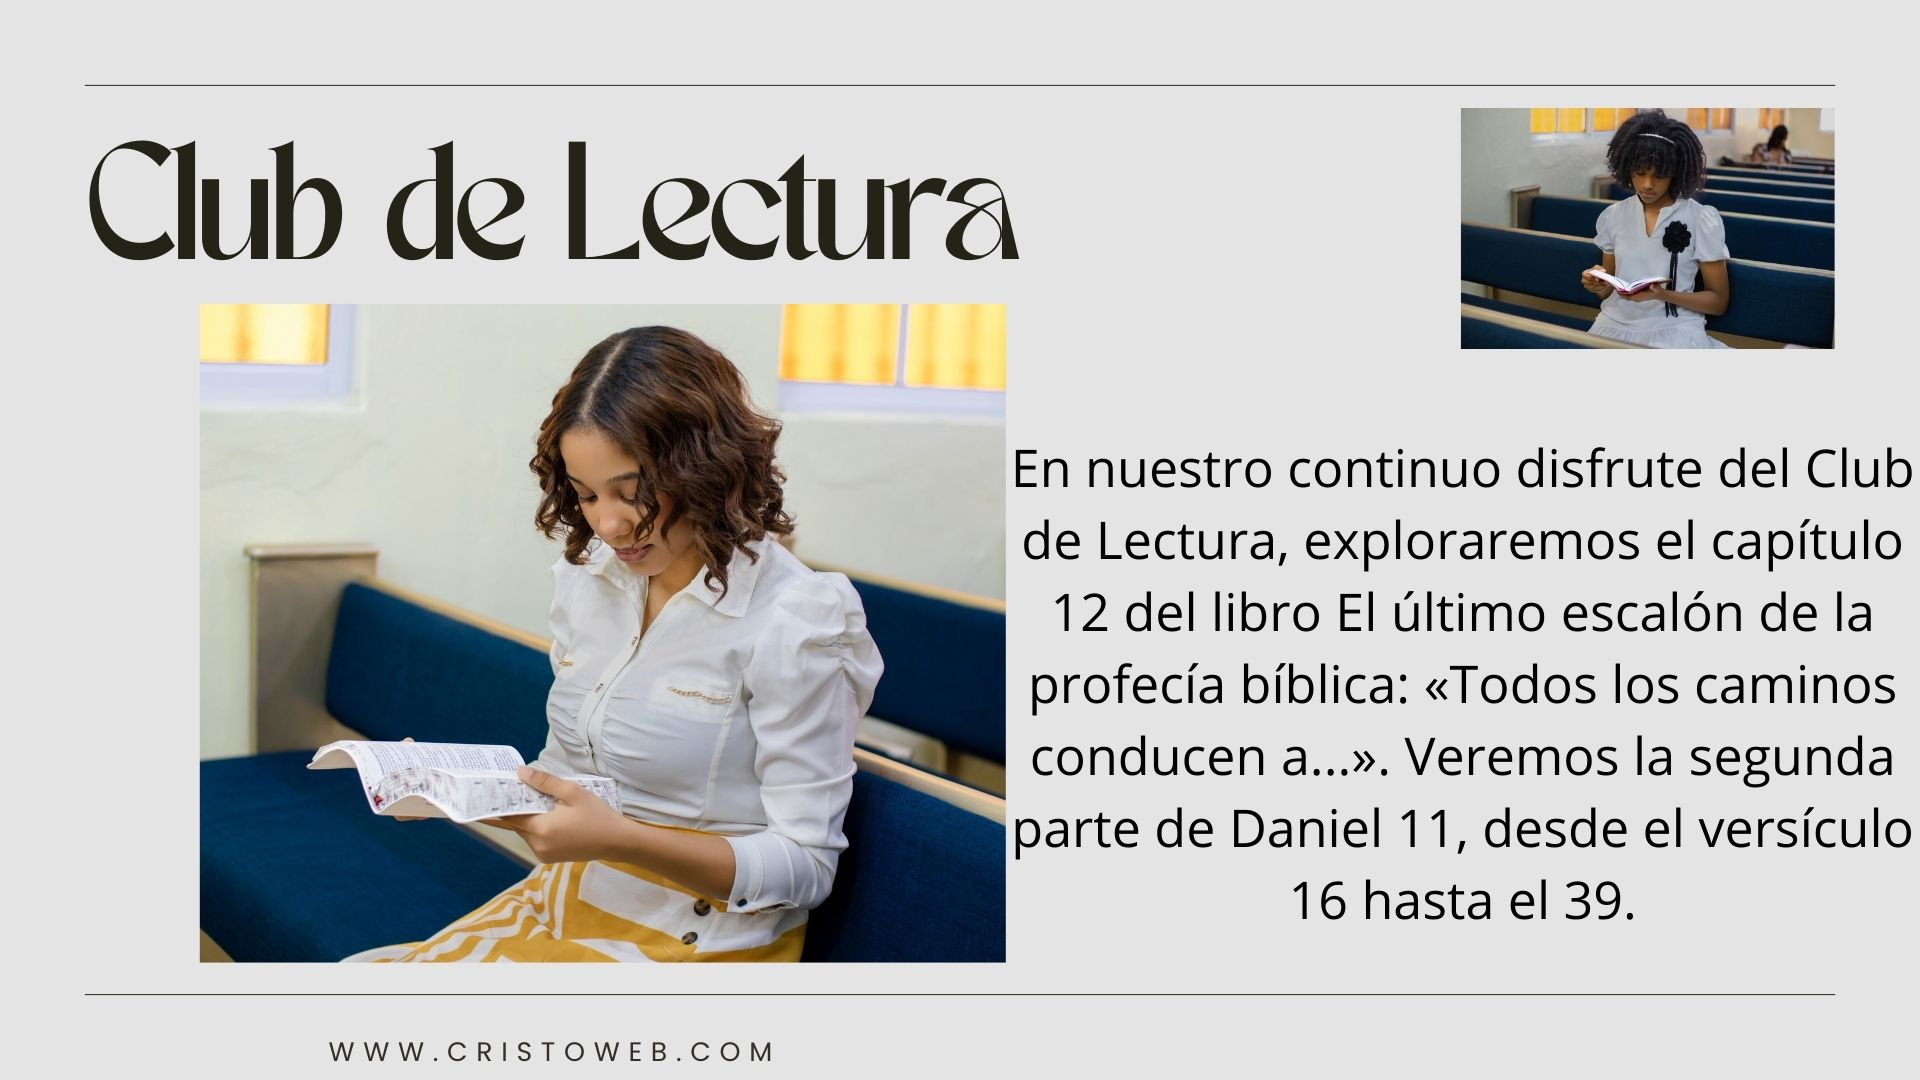 Club de Lectura
En nuestro continuo disfrute del Club
de Lectura, exploraremos el capítulo
12 del libro El último escalón de la
profecía bíblica: «Todos los caminos
conducen a...». Veremos la segunda
parte de Daniel 11, desde el versículo
16 hasta el 39.
WWW.CRISTOWEB.COM